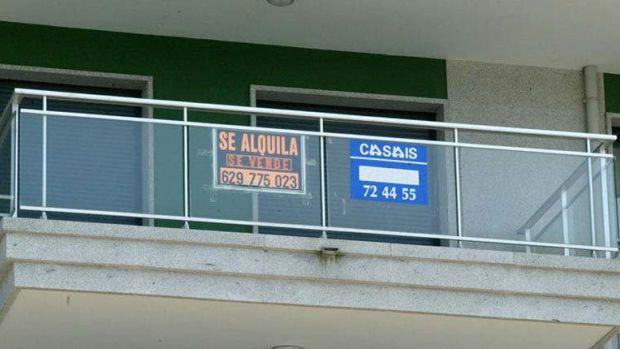 SE ALQUILA
SE VENDE
629 775 023
CASAIS
72 44 55